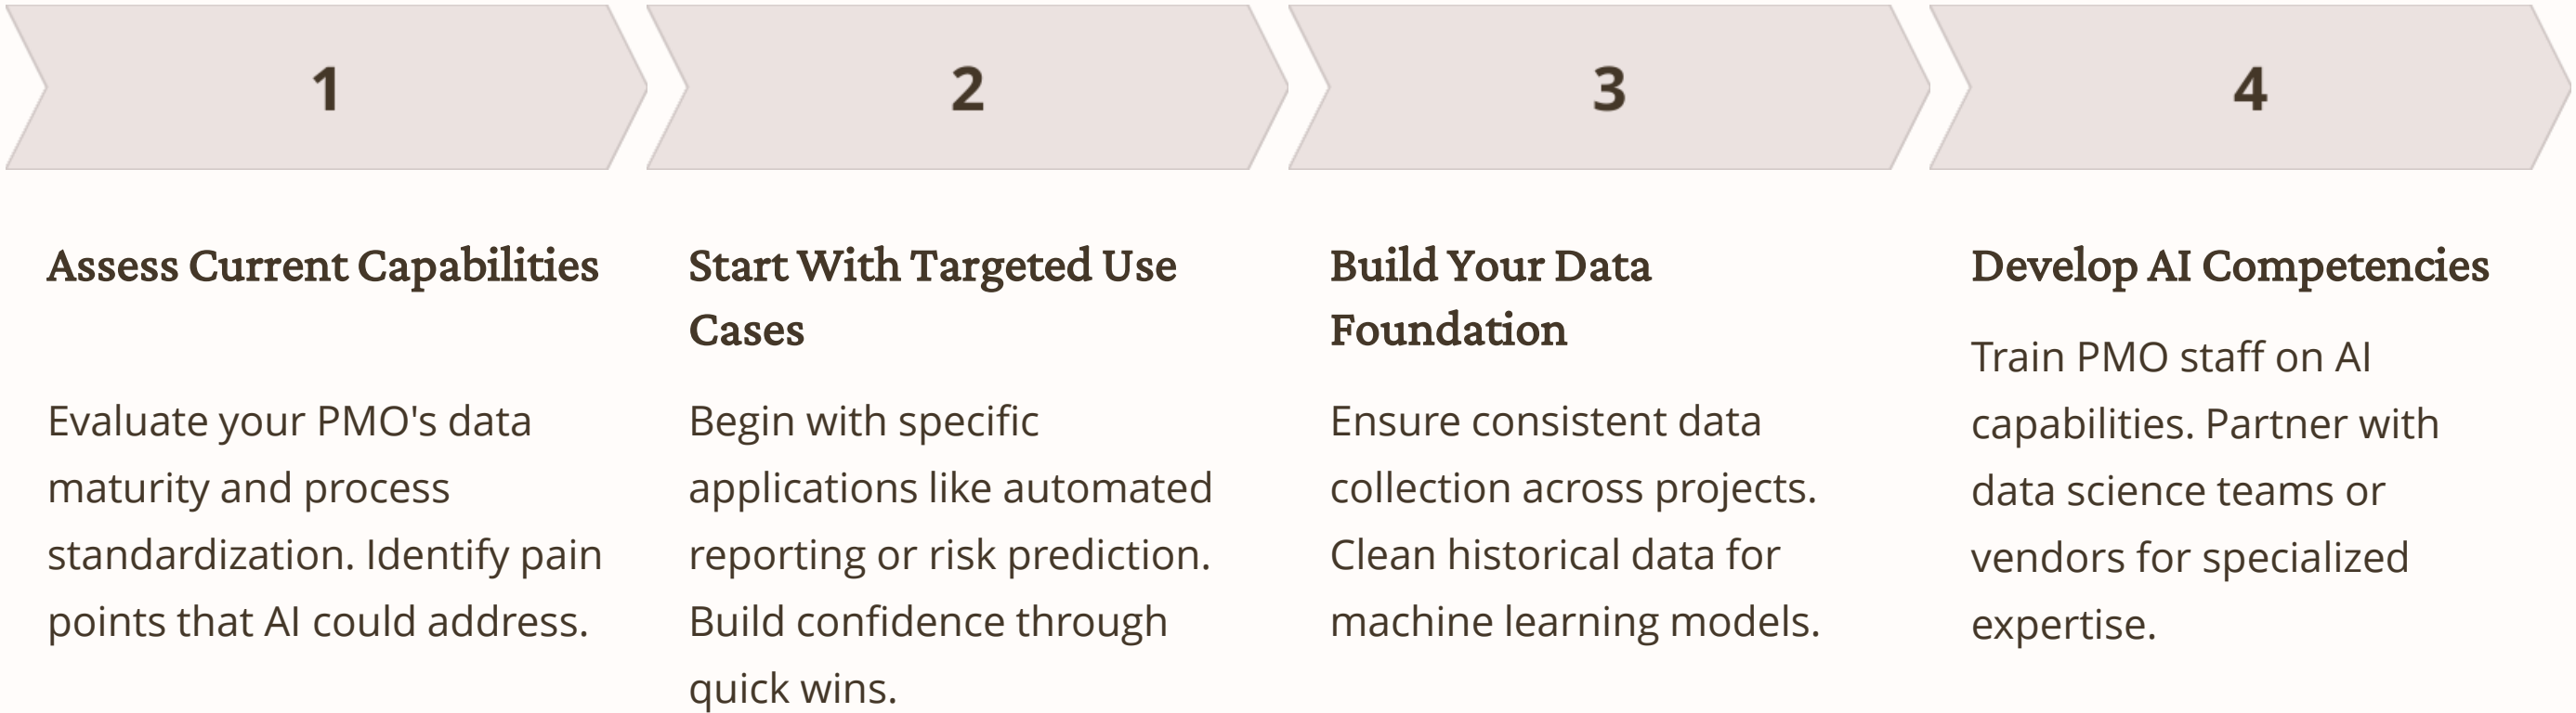 1
Assess Current Capabilities
Evaluate your PMO's data
maturity and process
standardization. Identify pain
points that AI could address.
2
Start With Targeted Use
Cases
Begin with specific
applications like automated
reporting or risk prediction.
Build confidence through
quick wins.
3
Build Your Data
Foundation
Ensure consistent data
collection across projects.
Clean historical data for
machine learning models.
4
Develop AI Competencies
Train PMO staff on AI
capabilities. Partner with
data science teams or
vendors for specialized
expertise.